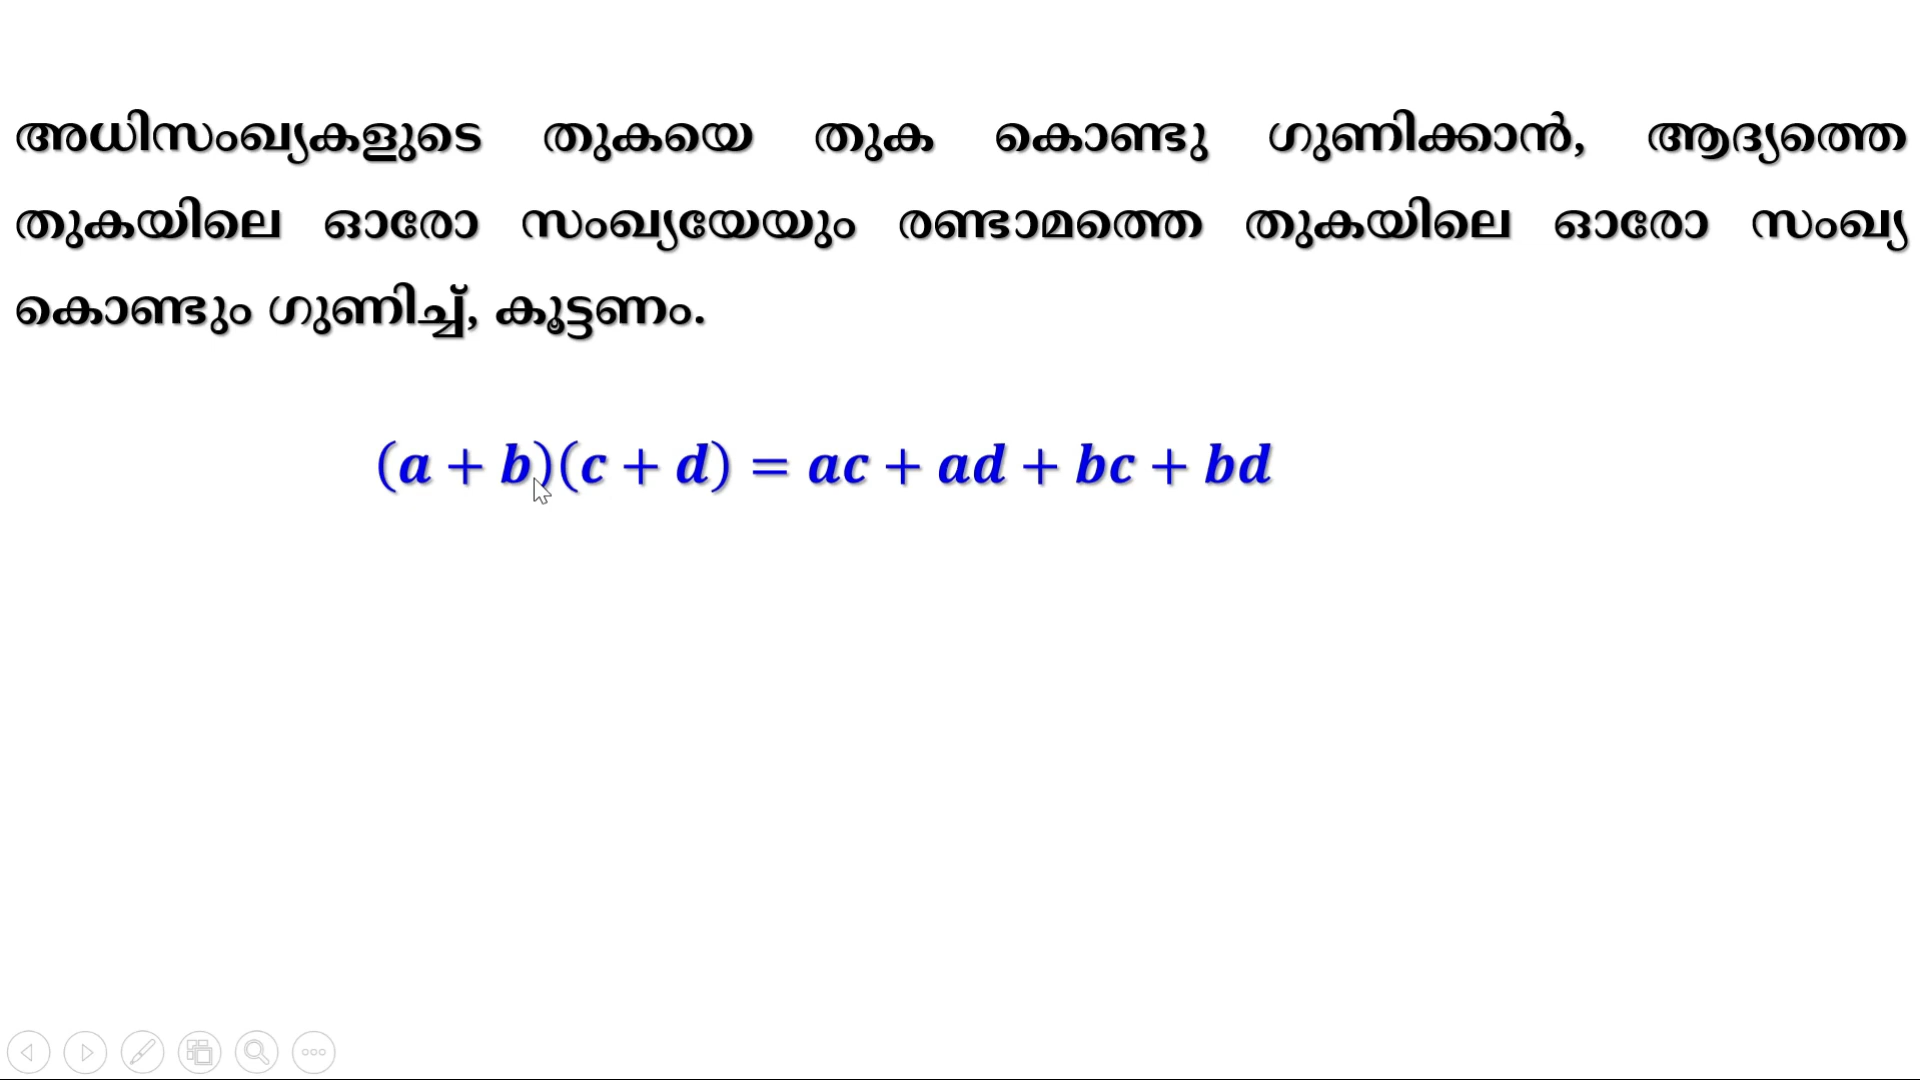 അധിസംഖ്യകളുടെ തുകയെ തുക കൊണ്ടു ഗുണിക്കാൻ, ആദ്യത്തെ
തുകയിലെ ഓരോ സംഖ്യയേയും രണ്ടാമത്തെ തുകയിലെ ഓരോ സംഖ്യ
കൊണ്ടും ഗുണിച്ച്, കൂട്ടണം.
(a + b)(c + d) = ac + ad + bc + bd